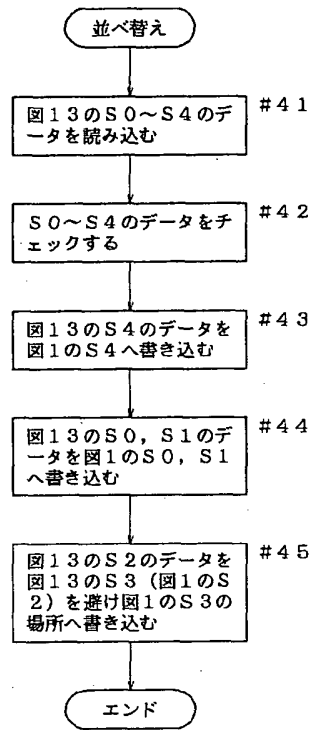 並べ替え
図13のS0～S4のデ
ータを読み込む
#41
S0～S4のデータをチ
ェックする
#42
図13のS4のデータを
図1のS4へ書き込む
#43
図13のS0，S1のデ
ータを図1のS0，S1
へ書き込む
#44
図13のS2のデータを
図13のS3（図1のS
2）を避け図1のS3の
場所へ書き込む
#45
エンド